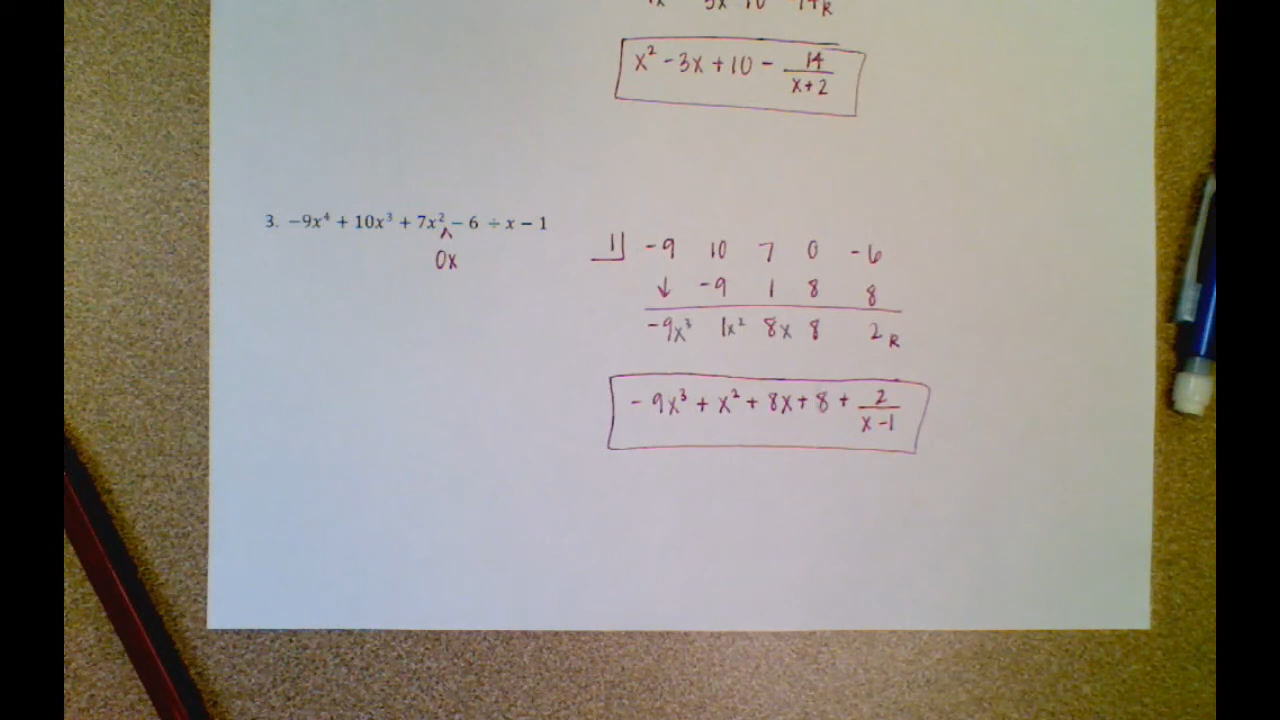 x² - 3x + 10 - 14/(x+2)
3. −9x⁴ + 10x³ + 7x² − 6 ÷ x − 1
0x
1 -9 10 7 0 -6
↓ -9 1 8 8
-9x³ 1x² 8x 8 2 R
- 9x³ + x² + 8x + 8 + 2/(x-1)